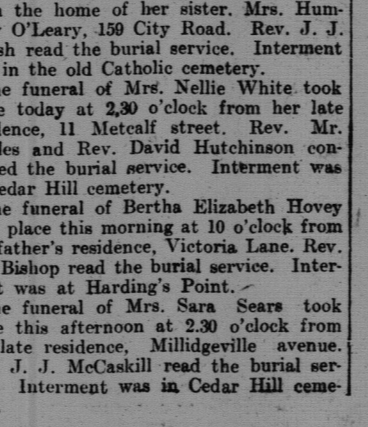 the home of her sister. Mrs. Hum-
O'Leary, 159 City Road. Rev. J. J.
sh read the burial service. Interment
in the old Catholic cemetery.
e funeral of Mrs. Nellie White took
e today at 2,30 o'clock from her late
lence, 11 Metcalf street. Rev. Mr.
les and Rev. David Hutchinson con-
ed the burial service. Interment was
edar Hill cemetery.
e funeral of Bertha Elizabeth Hovey
place this morning at 10 o'clock from
father's residence, Victoria Lane. Rev.
Bishop read the burial service. Inter-
t was at Harding's Point.
e funeral of Mrs. Sara Sears took
e this afternoon at 2.30 o'clock from
late residence, Millidgeville avenue.
J. J. McCaskill read the burial ser-
Interment was in Cedar Hill ceme-